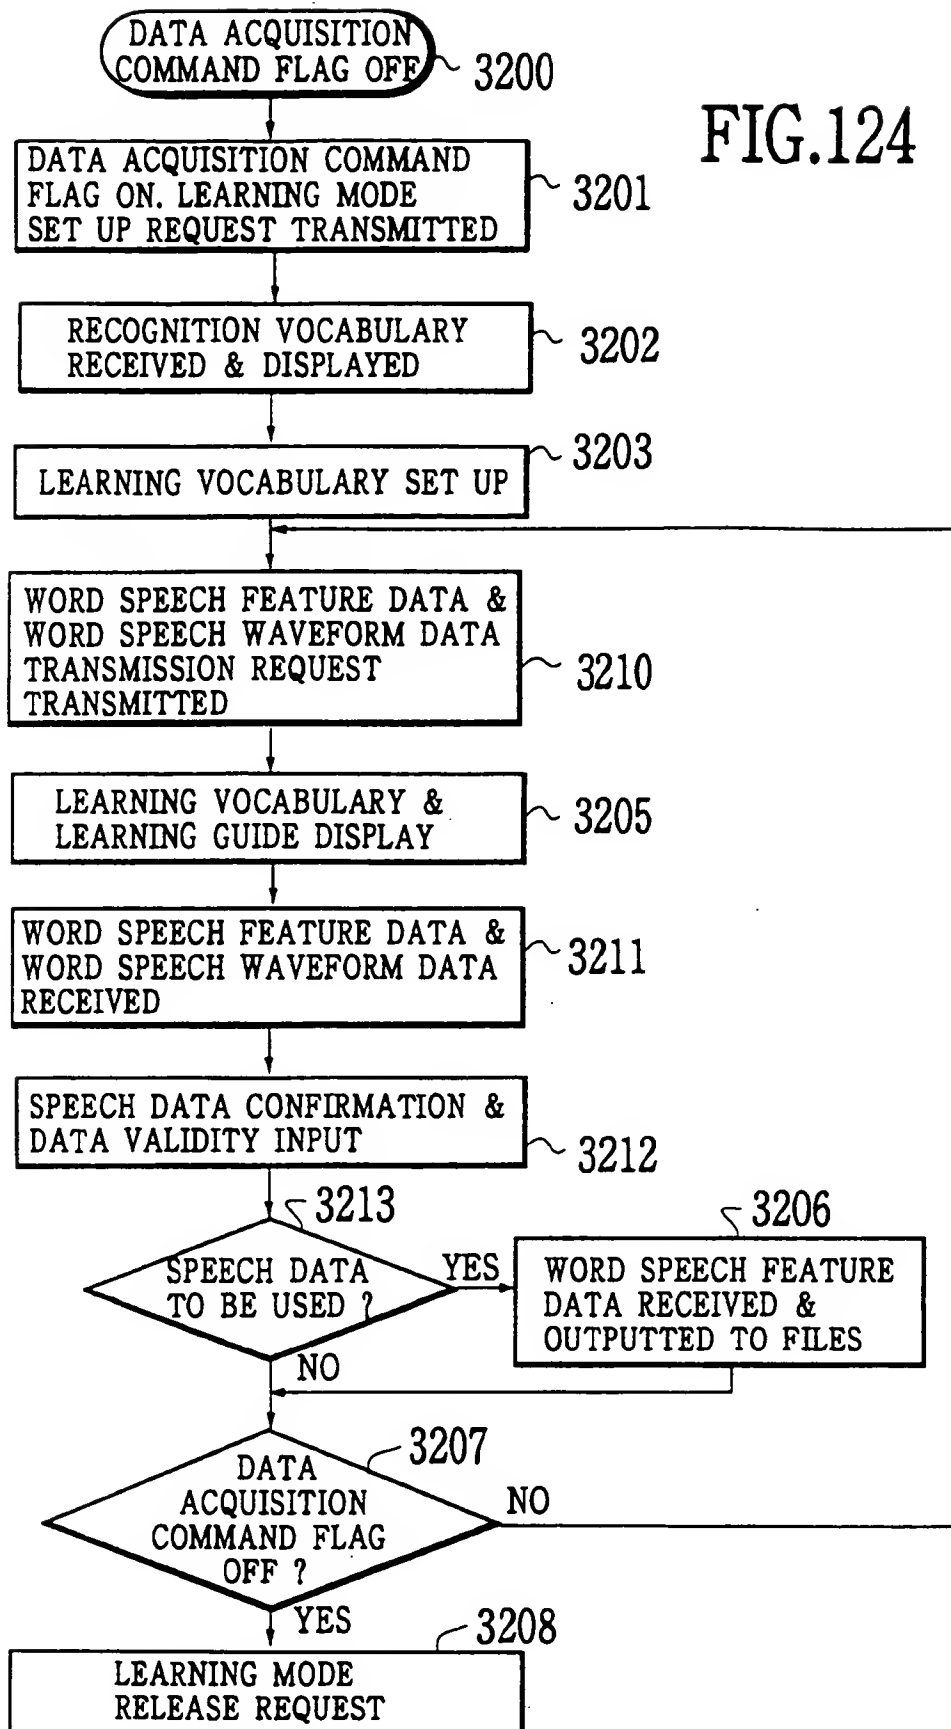 DATA ACQUISITION
COMMAND FLAG OFF
3200
FIG.124
DATA ACQUISITION COMMAND
FLAG ON. LEARNING MODE
SET UP REQUEST TRANSMITTED
3201
RECOGNITION VOCABULARY
RECEIVED & DISPLAYED
3202
3203
LEARNING VOCABULARY SET UP
WORD SPEECH FEATURE DATA &
WORD SPEECH WAVEFORM DATA
TRANSMISSION REQUEST
TRANSMITTED
3210
LEARNING VOCABULARY &
LEARNING GUIDE DISPLAY
3205
WORD SPEECH FEATURE DATA &
WORD SPEECH WAVEFORM DATA
RECEIVED
3211
SPEECH DATA CONFIRMATION &
DATA VALIDITY INPUT
3212
3213
SPEECH DATA
TO BE USED ?
YES
NO
3206
WORD SPEECH FEATURE
DATA RECEIVED &
OUTPUTTED TO FILES
3207
DATA
ACQUISITION
COMMAND FLAG
OFF ?
NO
YES
3208
LEARNING MODE
RELEASE REQUEST